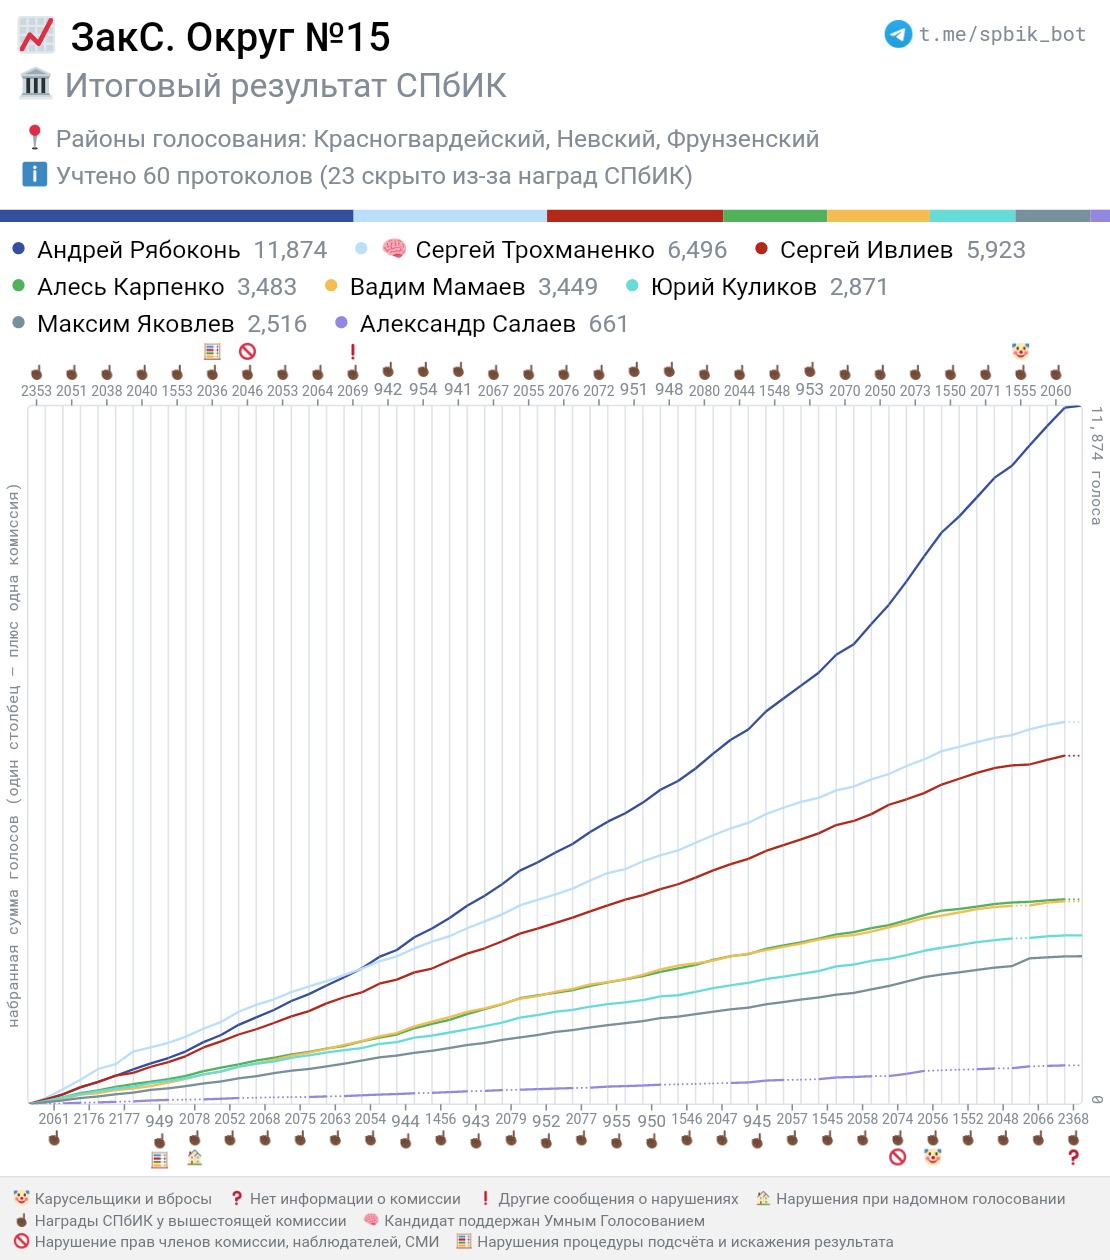 ЗакС. Округ №15
t.me/spbik_bot
Итоговый результат СПбИК
Районы голосования: Красногвардейский, Невский, Фрунзенский
Учтено 60 протоколов (23 скрыто из-за наград СПбИК)
Андрей Рябоконь 11,874 Сергей Трохманенко 6,496 Сергей Ивлиев 5,923
Алесь Карпенко 3,483 Вадим Мамаев 3,449 Юрий Куликов 2,871
Максим Яковлев 2,516 Александр Салаев 661
2353 2051 2038 2040 1553 2036 2046 2053 2064 2069 942 954 941 2067 2055 2076 2072 951 948 2080 2044 1548 953 2070 2050 2073 1550 2071 1555 2060
11,874 голоса
набранная сумма голосов (один столбец – плюс одна комиссия)
0
2061 2176 2177 949 2078 2052 2068 2075 2063 2054 944 1456 943 2079 952 2077 955 950 1546 2047 945 2057 1545 2058 2074 2056 1552 2048 2066 2368
Карусельщики и вбросы ? Нет информации о комиссии ! Другие сообщения о нарушениях Нарушения при надомном голосовании
Награды СПбИК у вышестоящей комиссии Кандидат поддержан Умным Голосованием
Нарушение прав членов комиссии, наблюдателей, СМИ Нарушения процедуры подсчёта и искажения результата